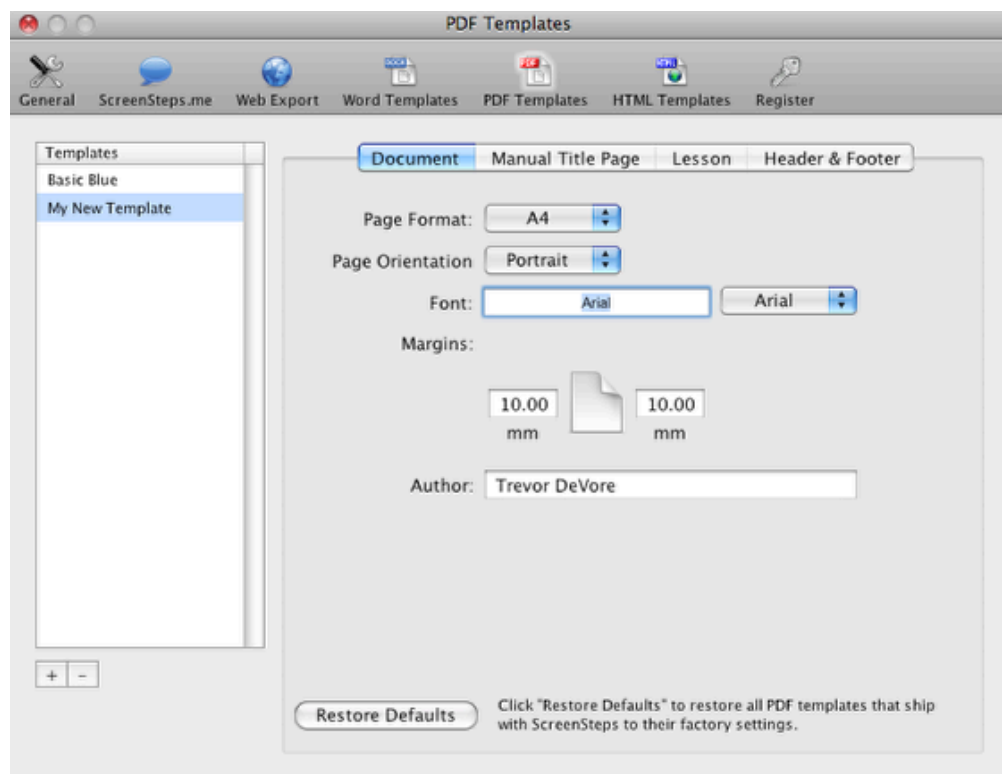 PDF Templates
General ScreenSteps.me Web Export Word Templates PDF Templates HTML Templates Register
Templates
Basic Blue
My New Template
Document Manual Title Page Lesson Header & Footer
Page Format: A4
Page Orientation Portrait
Font: Arial Arial
Margins:
10.00 10.00
mm mm
Author: Trevor DeVore
+ -
Restore Defaults
Click "Restore Defaults" to restore all PDF templates that ship
with ScreenSteps to their factory settings.